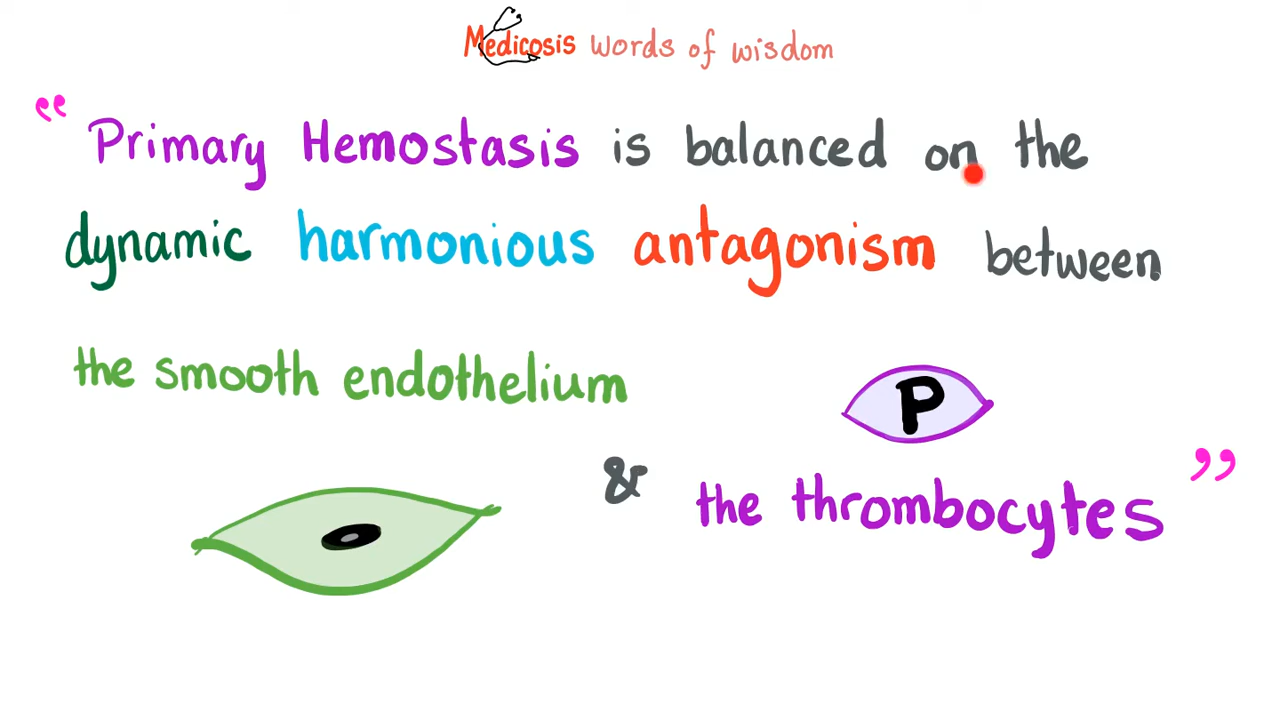 Medicosis words of wisdom
“ Primary Hemostasis is balanced on the
dynamic harmonious antagonism between
the smooth endothelium
P
&
the thrombocytes ”